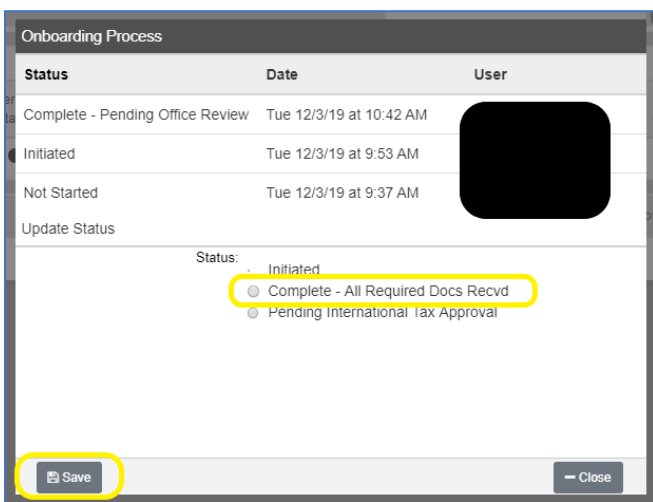 Onboarding Process
Status Date User
Complete - Pending Office Review Tue 12/3/19 at 10:42 AM
Initiated Tue 12/3/19 at 9:53 AM
Not Started Tue 12/3/19 at 9:37 AM
Update Status
Status:
Initiated
Complete - All Required Docs Recvd
Pending International Tax Approval
Save Close